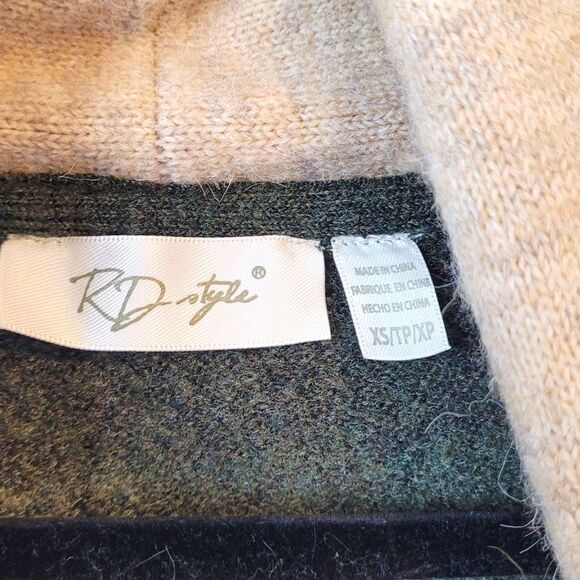 RD style®
MADE IN CHINA
FABRIQUE EN CHINE
HECHO EN CHINA
XS/TP/XP